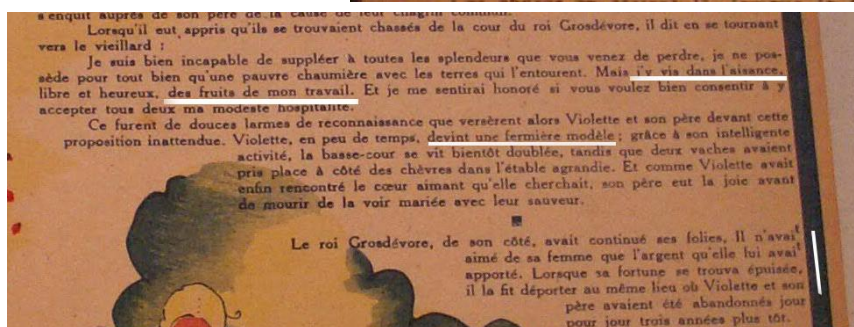 s'enquit auprès de son père de la cause de leur chagrin commun.
Lorsqu'il eut appris qu'ils se trouvaient chassés de la cour du roi Grosdévore, il dit en se tournant
vers le vieillard :
Je suis bien incapable de suppléer à toutes les splendeurs que vous venez de perdre, je ne pos-
sède pour tout bien qu'une pauvre chaumière avec les terres qui l'entourent. Mais j'y vis dans l'aisance,
libre et heureux, des fruits de mon travail. Et je me sentirai honoré si vous voulez bien consentir à y
accepter tous deux ma modeste hospitalité.
Ce furent de douces larmes de reconnaissance que versèrent alors Violette et son père devant cette
proposition inattendue. Violette, en peu de temps, devint une fermière modèle ; grâce à son intelligente
activité, la basse-cour se vit bientôt doublée, tandis que deux vaches avaient
pris place à côté des chèvres dans l'étable agrandie. Et comme Violette avait
enfin rencontré le cœur aimant qu'elle cherchait, son père eut la joie avant
de mourir de la voir mariée avec leur sauveur.
Le roi Grosdévore, de son côté, avait continué ses folies. Il n'avait
aimé de sa femme que l'argent qu'elle lui avait
apporté. Lorsque sa fortune se trouva épuisée,
il la fit déporter au même lieu où Violette et son
père avaient été abandonnés jour
pour jour trois années plus tôt.